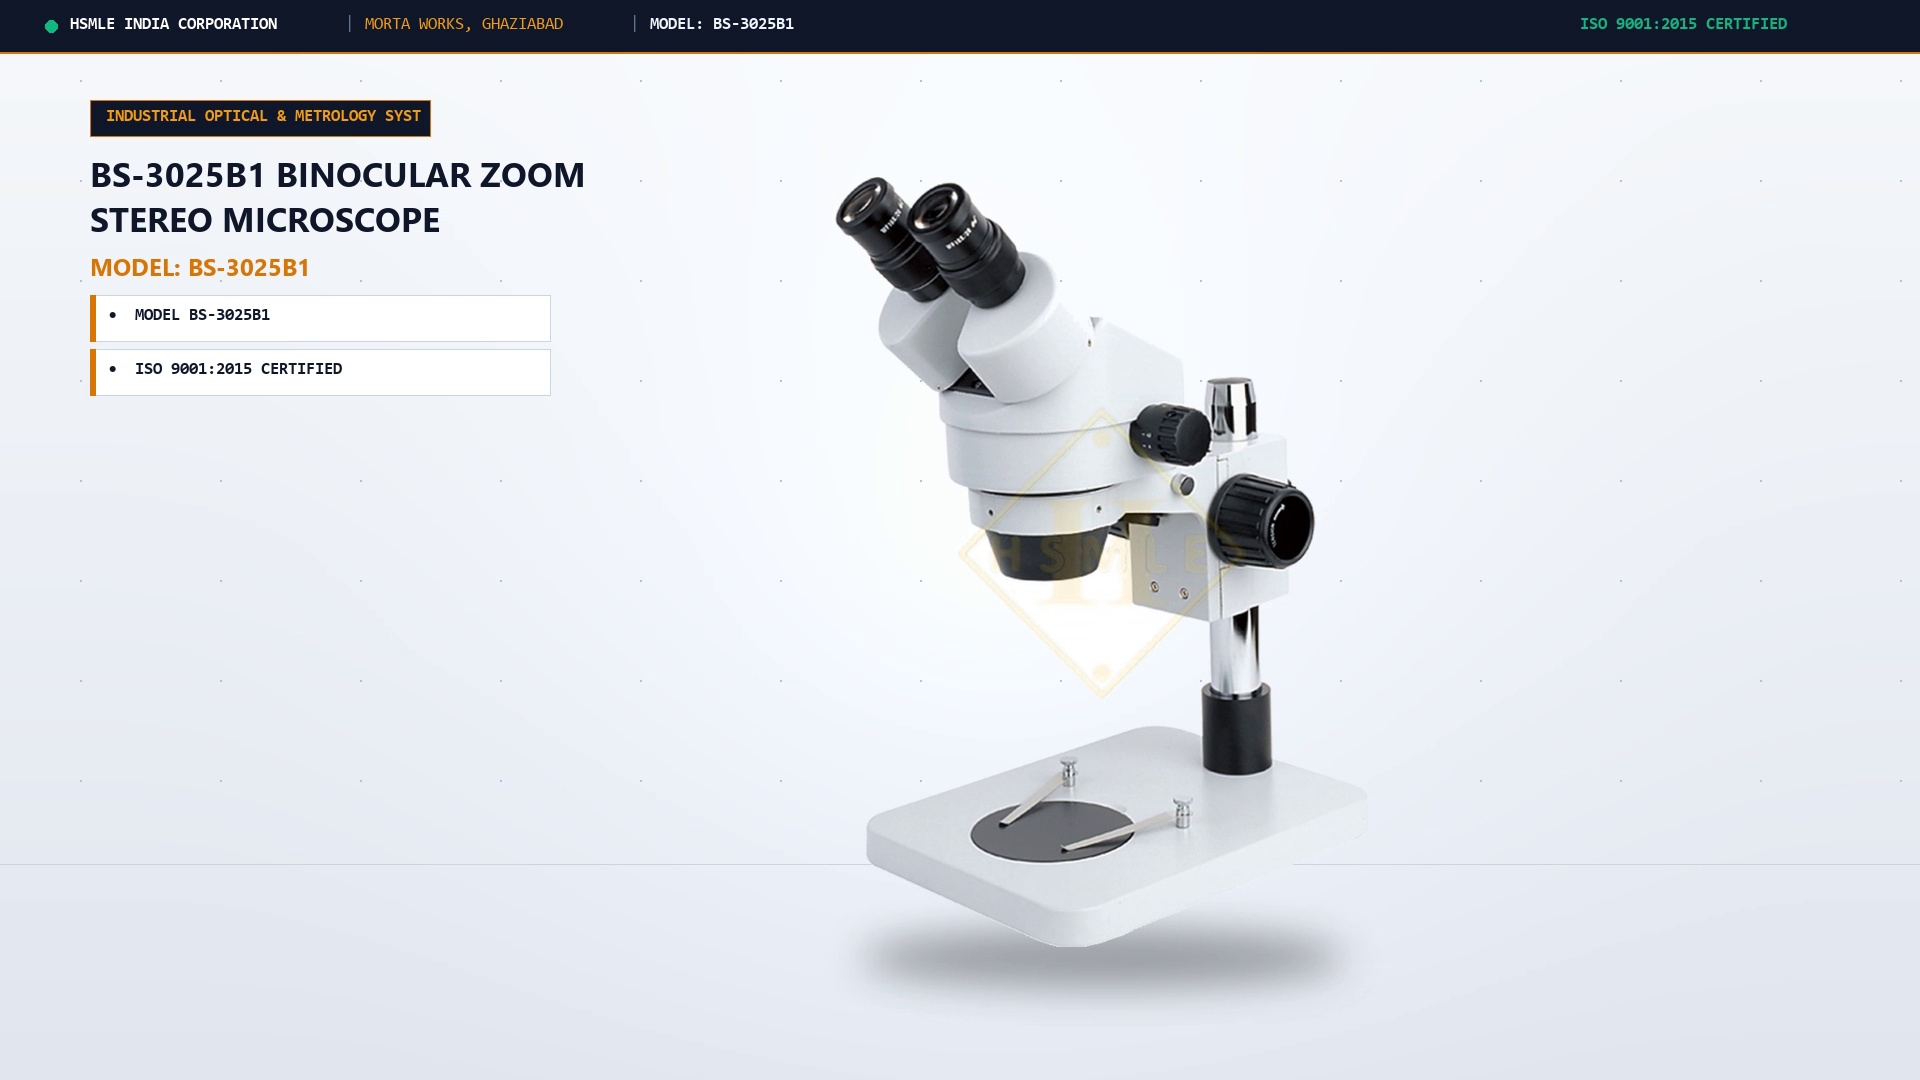 HSMLE INDIA CORPORATION
MORTA WORKS, GHAZIABAD
MODEL: BS-3025B1
ISO 9001:2015 CERTIFIED
INDUSTRIAL OPTICAL & METROLOGY SYST
BS-3025B1 BINOCULAR ZOOM
STEREO MICROSCOPE
MODEL: BS-3025B1
• MODEL BS-3025B1
• ISO 9001:2015 CERTIFIED
HSMLE